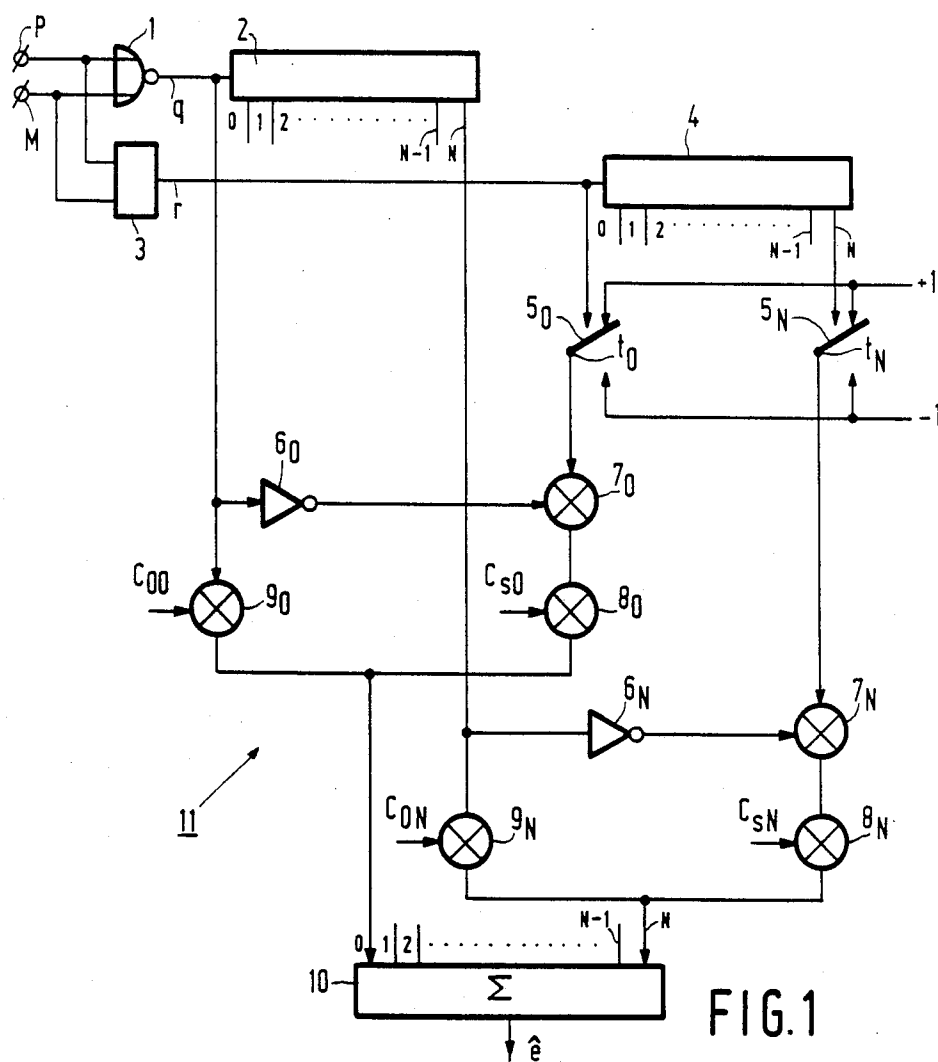 P
1
2
M
q
0 1 2 N-1 N
4
3
r
0 1 2 N-1 N
+1
5₀
t₀
5N
tN
-1
6₀
7₀
C₀₀
9₀
Cs0
8₀
6N
7N
11
C0N
9N
CsN
8N
0 1 2 N-1 N
10
Σ
ê
FIG.1